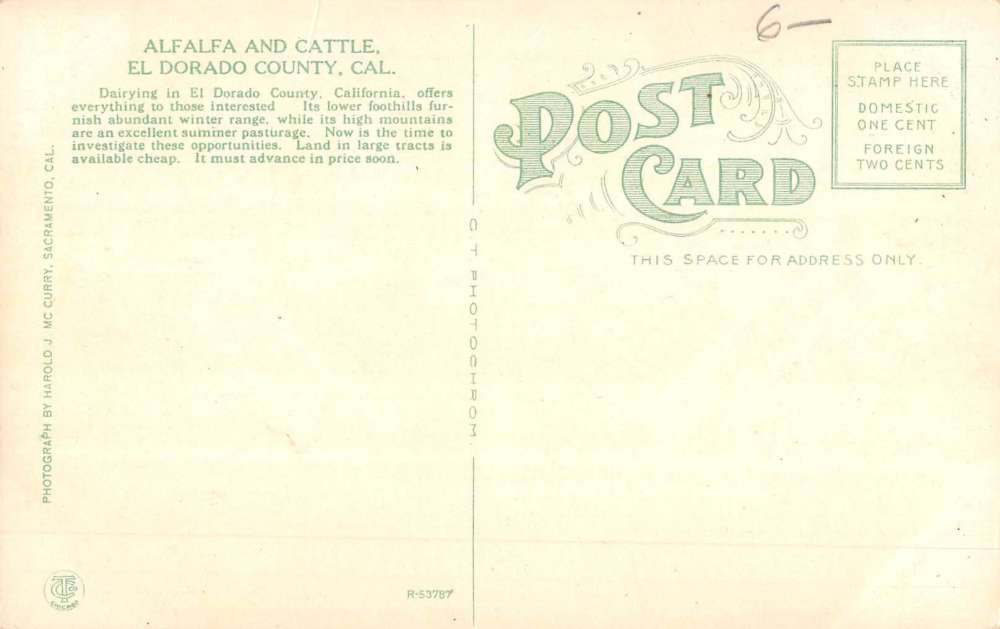 ALFALFA AND CATTLE,
EL DORADO COUNTY, CAL.
Dairying in El Dorado County, California, offers
everything to those interested Its lower foothills fur-
nish abundant winter range, while its high mountains
are an excellent summer pasturage. Now is the time to
investigate these opportunities. Land in large tracts is
available cheap. It must advance in price soon.
PHOTOGRAPH BY HAROLD J. MC CURRY, SACRAMENTO, CAL.
CT
CHICAGO
R-53787
C T PHOTOCHROM
POST
CARD
THIS SPACE FOR ADDRESS ONLY.
6—
PLACE
STAMP HERE
DOMESTIC
ONE CENT
FOREIGN
TWO CENTS